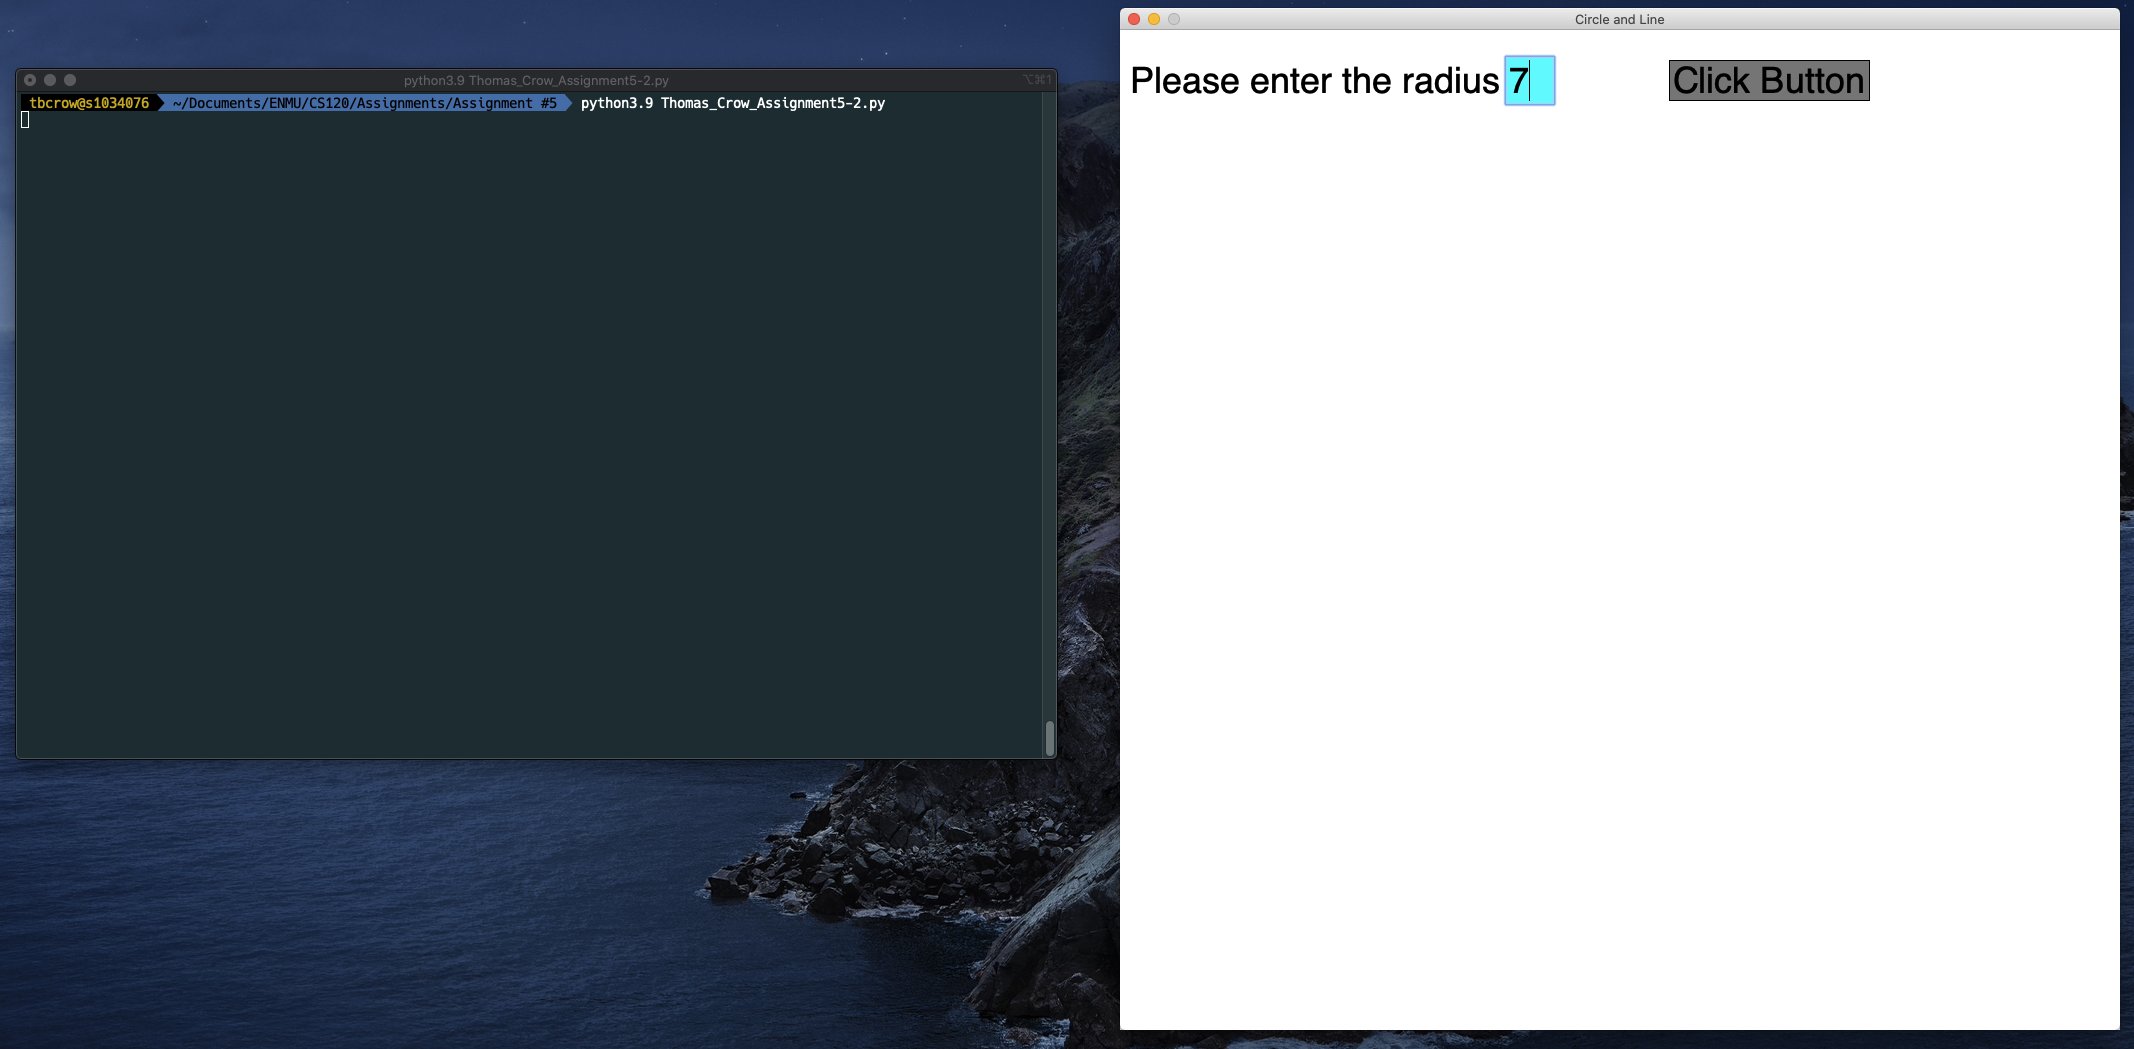 python3.9 Thomas_Crow_Assignment5-2.py
⌥⌘1
tbcrow@s1034076 ~/Documents/ENMU/CS120/Assignments/Assignment #5 python3.9 Thomas_Crow_Assignment5-2.py
Circle and Line
Please enter the radius 7 Click Button